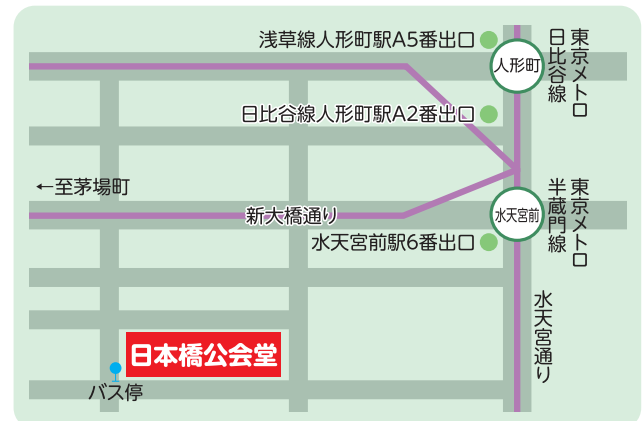 浅草線人形町駅A5番出口
人形町
東京メトロ
日比谷線
日比谷線人形町駅A2番出口
←至茅場町
新大橋通り
水天宮前
東京メトロ
半蔵門線
水天宮前駅6番出口
水天宮通り
日本橋公会堂
バス停